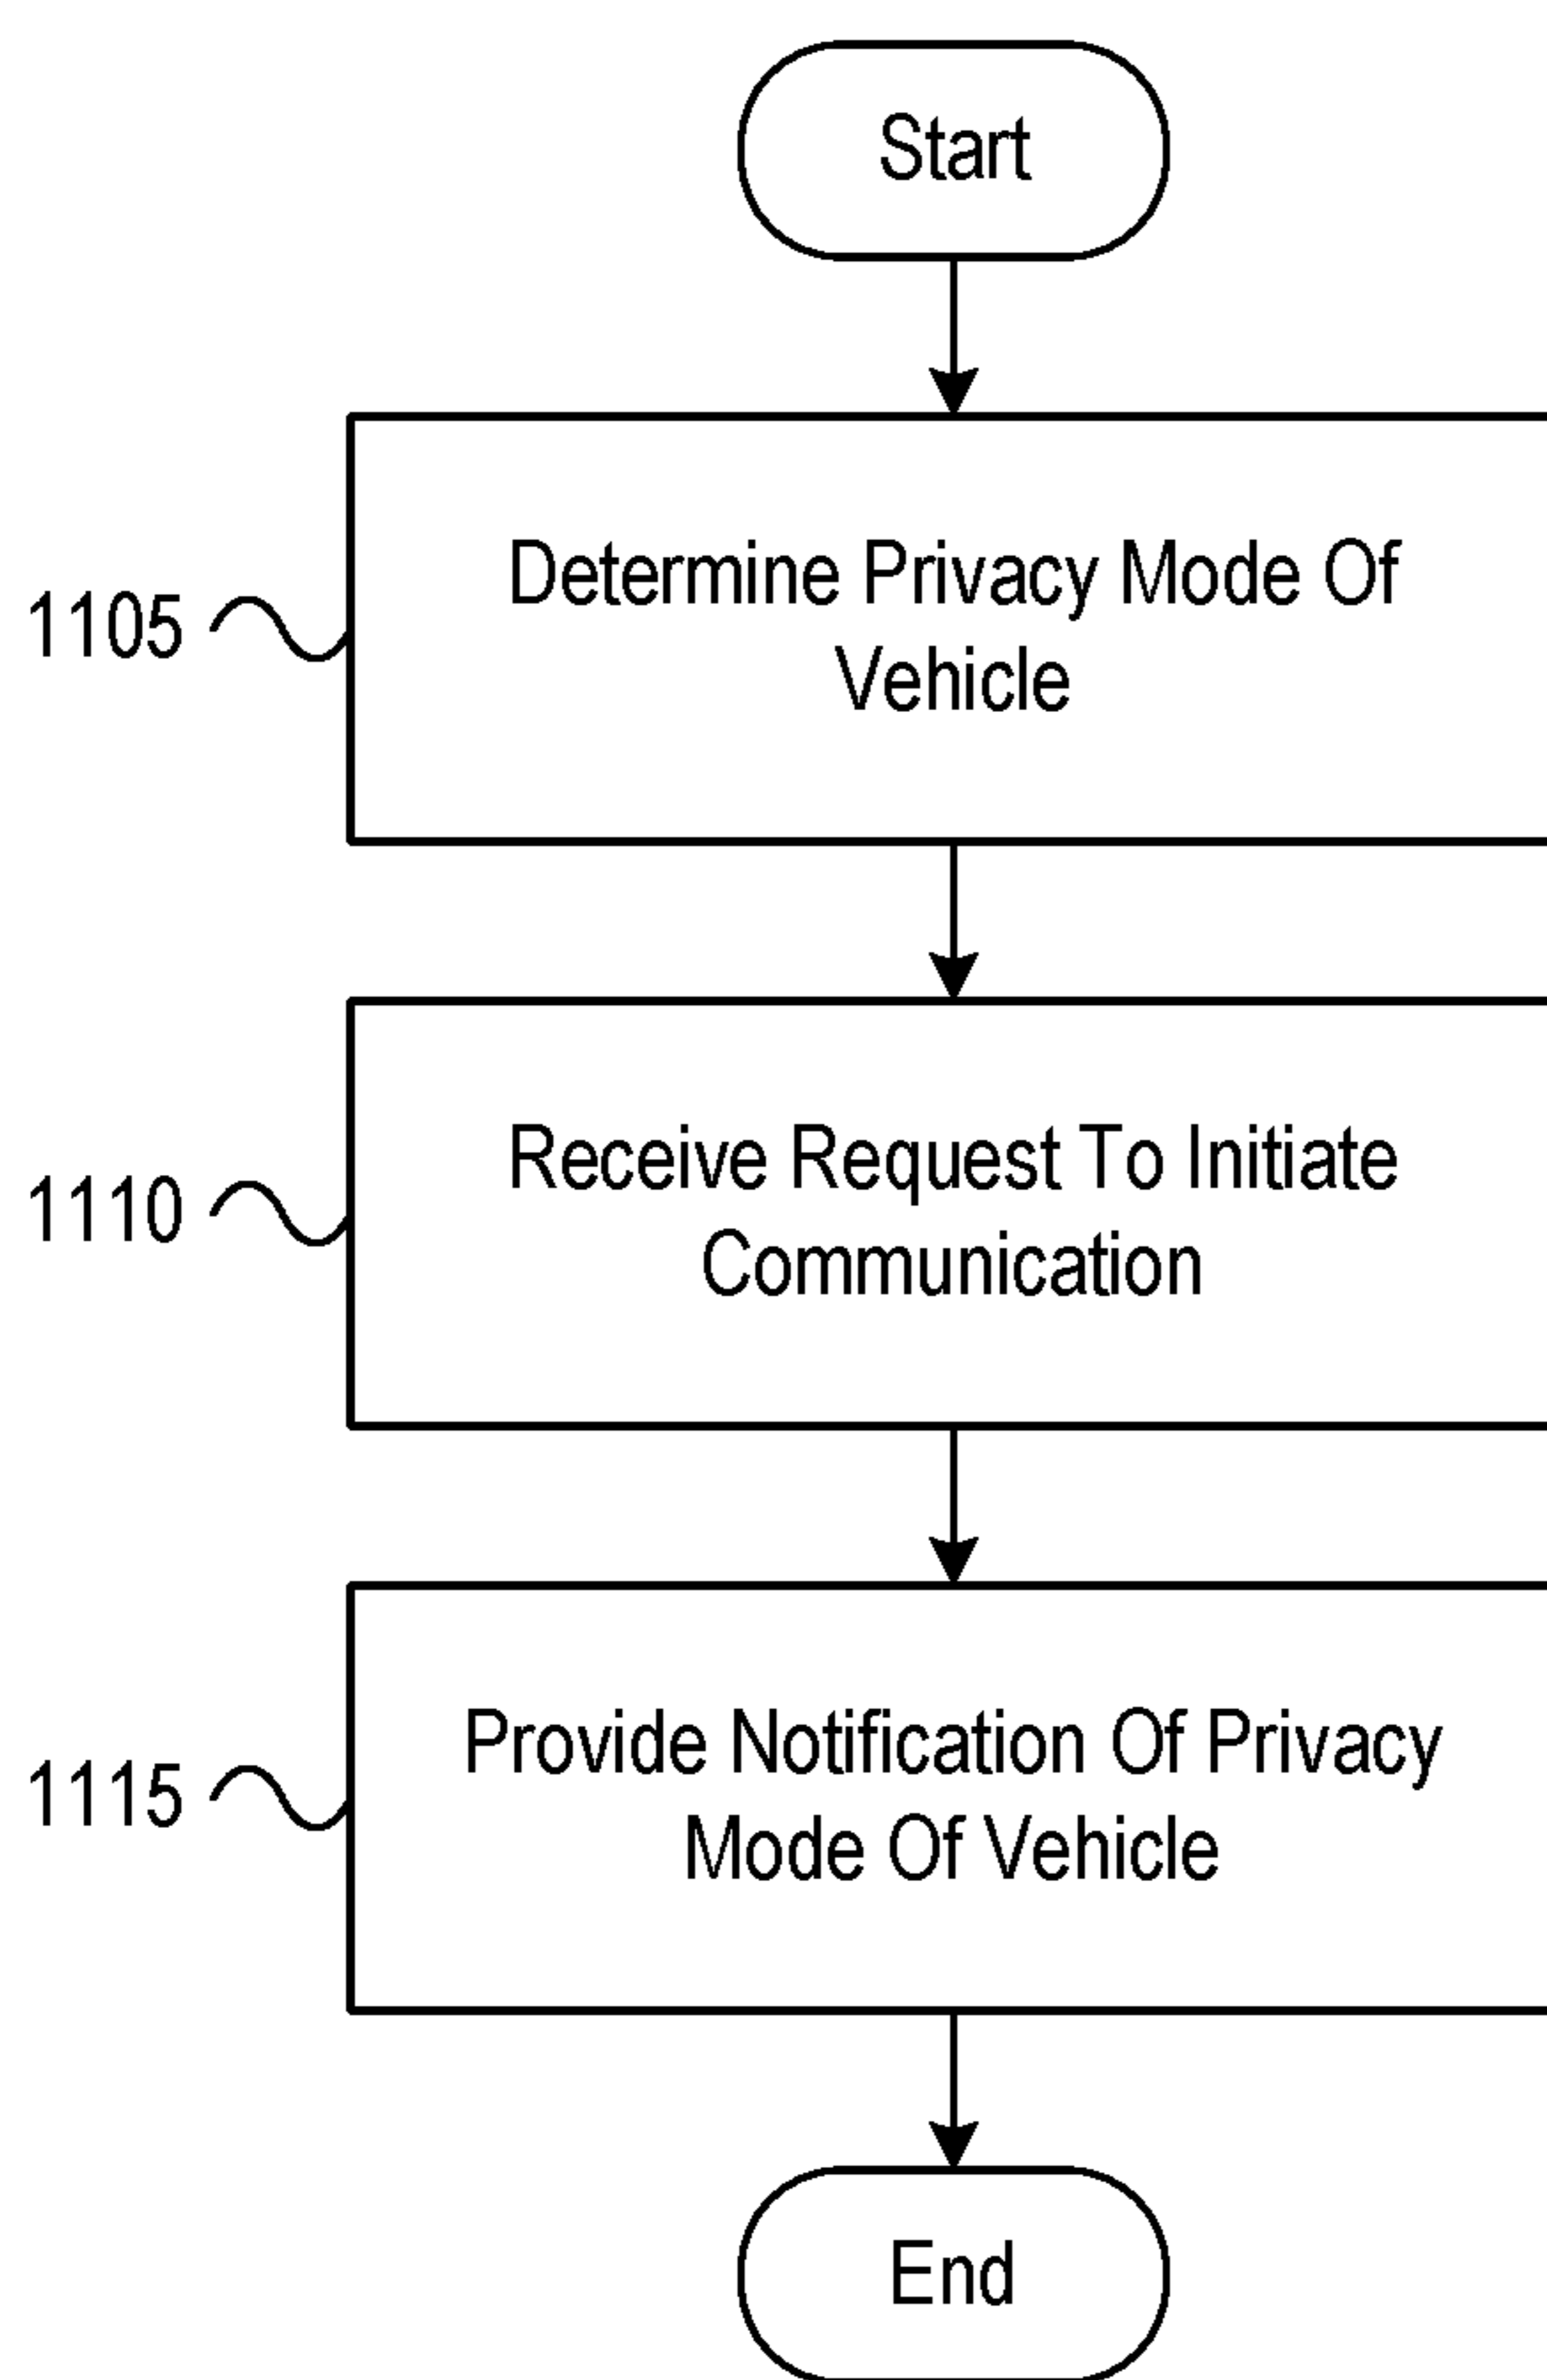 Start
Determine Privacy Mode Of
Vehicle
1105
Receive Request To Initiate
Communication
1110
Provide Notification Of Privacy
Mode Of Vehicle
1115
End